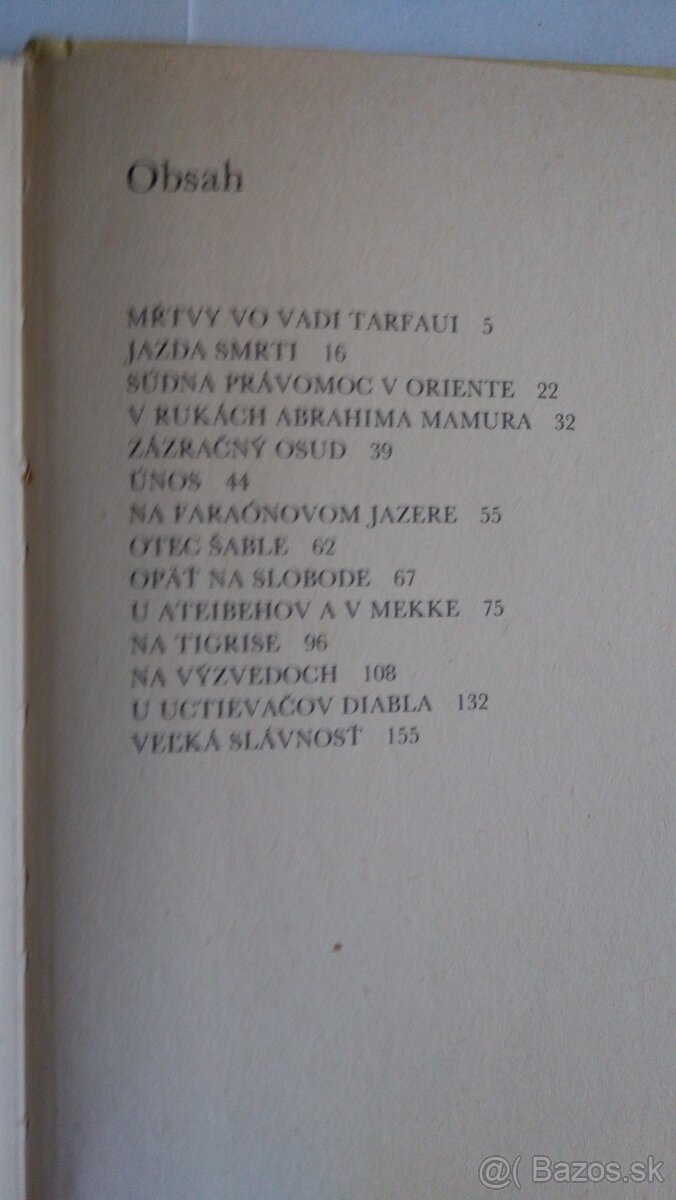 Obsah
MŔTVY VO VADI TARFAUI 5
JAZDA SMRTI 16
SÚDNA PRÁVOMOC V ORIENTE 22
V RUKÁCH ABRAHIMA MAMURA 32
ZÁZRAČNÝ OSUD 39
ÚNOS 44
NA FARAÓNOVOM JAZERE 55
OTEC ŠABLE 62
OPÄŤ NA SLOBODE 67
U ATEIBEHOV A V MEKKE 75
NA TIGRISE 96
NA VÝZVEDOCH 108
U UCTIEVAČOV DIABLA 132
VEĽKÁ SLÁVNOSŤ 155
@( Bazos.sk